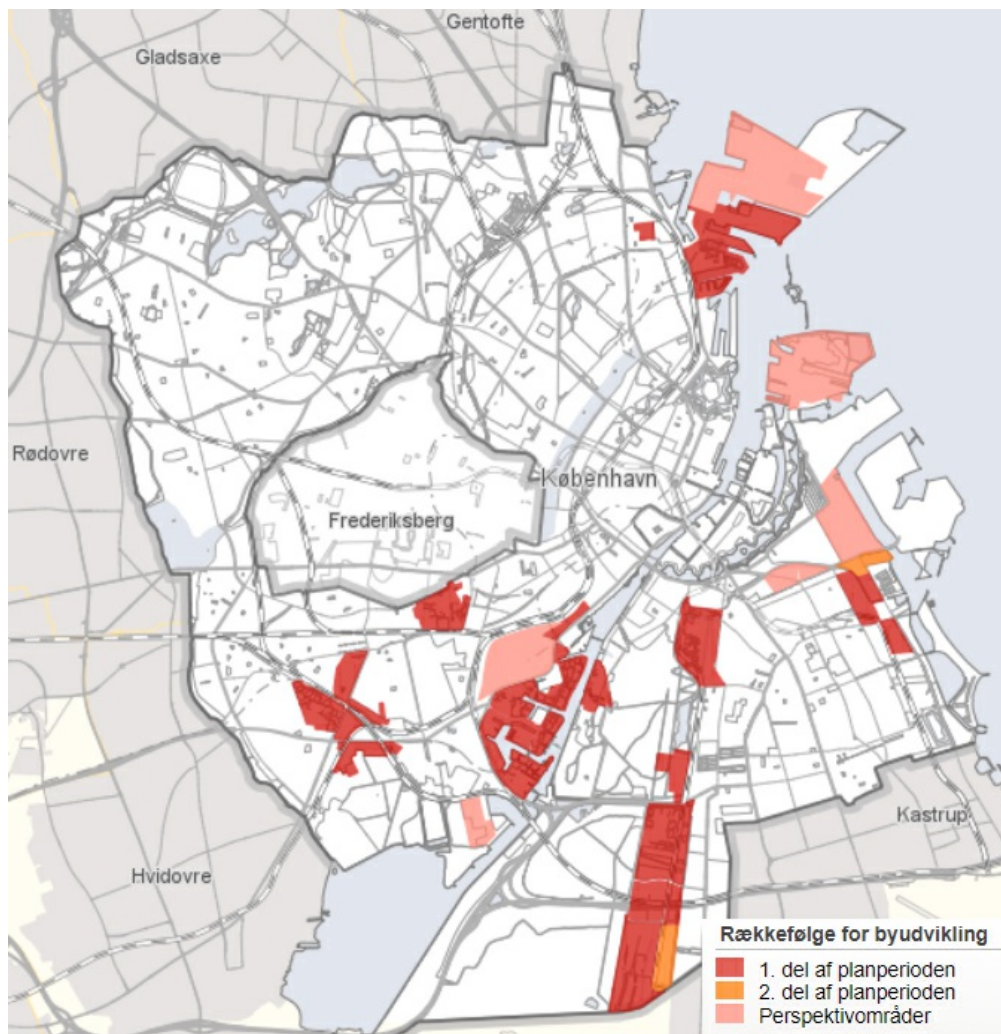 Gentofte
Gladsaxe
Rødovre
København
Frederiksberg
Kastrup
Hvidovre
Rækkefølge for byudvikling
1. del af planperioden
2. del af planperioden
Perspektivområder